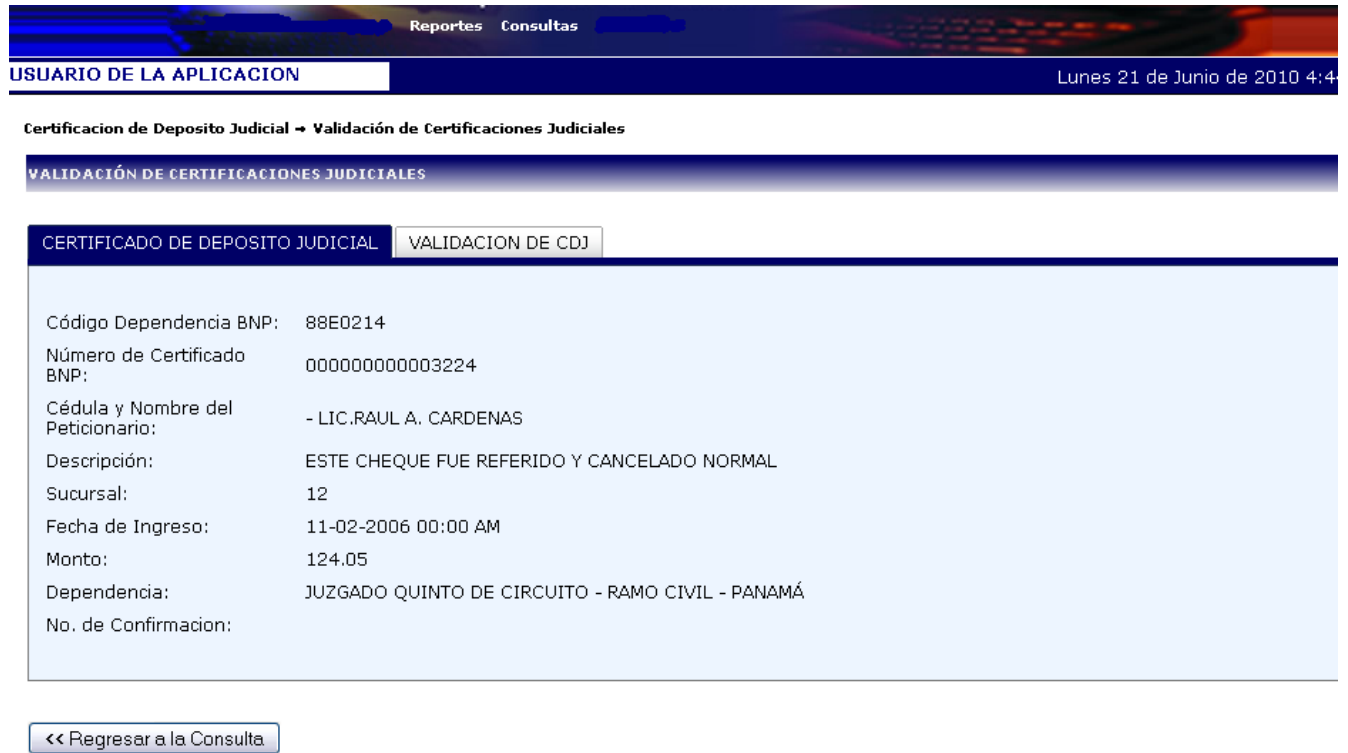 Reportes Consultas
USUARIO DE LA APLICACION
Lunes 21 de Junio de 2010 4:4
Certificacion de Deposito Judicial → Validación de Certificaciones Judiciales
VALIDACIÓN DE CERTIFICACIONES JUDICIALES
CERTIFICADO DE DEPOSITO JUDICIAL VALIDACION DE CDJ
Código Dependencia BNP: 88E0214
Número de Certificado
BNP: 000000000003224
Cédula y Nombre del
Peticionario: - LIC.RAUL A. CARDENAS
Descripción: ESTE CHEQUE FUE REFERIDO Y CANCELADO NORMAL
Sucursal: 12
Fecha de Ingreso: 11-02-2006 00:00 AM
Monto: 124.05
Dependencia: JUZGADO QUINTO DE CIRCUITO - RAMO CIVIL - PANAMÁ
No. de Confirmacion:
<< Regresar a la Consulta